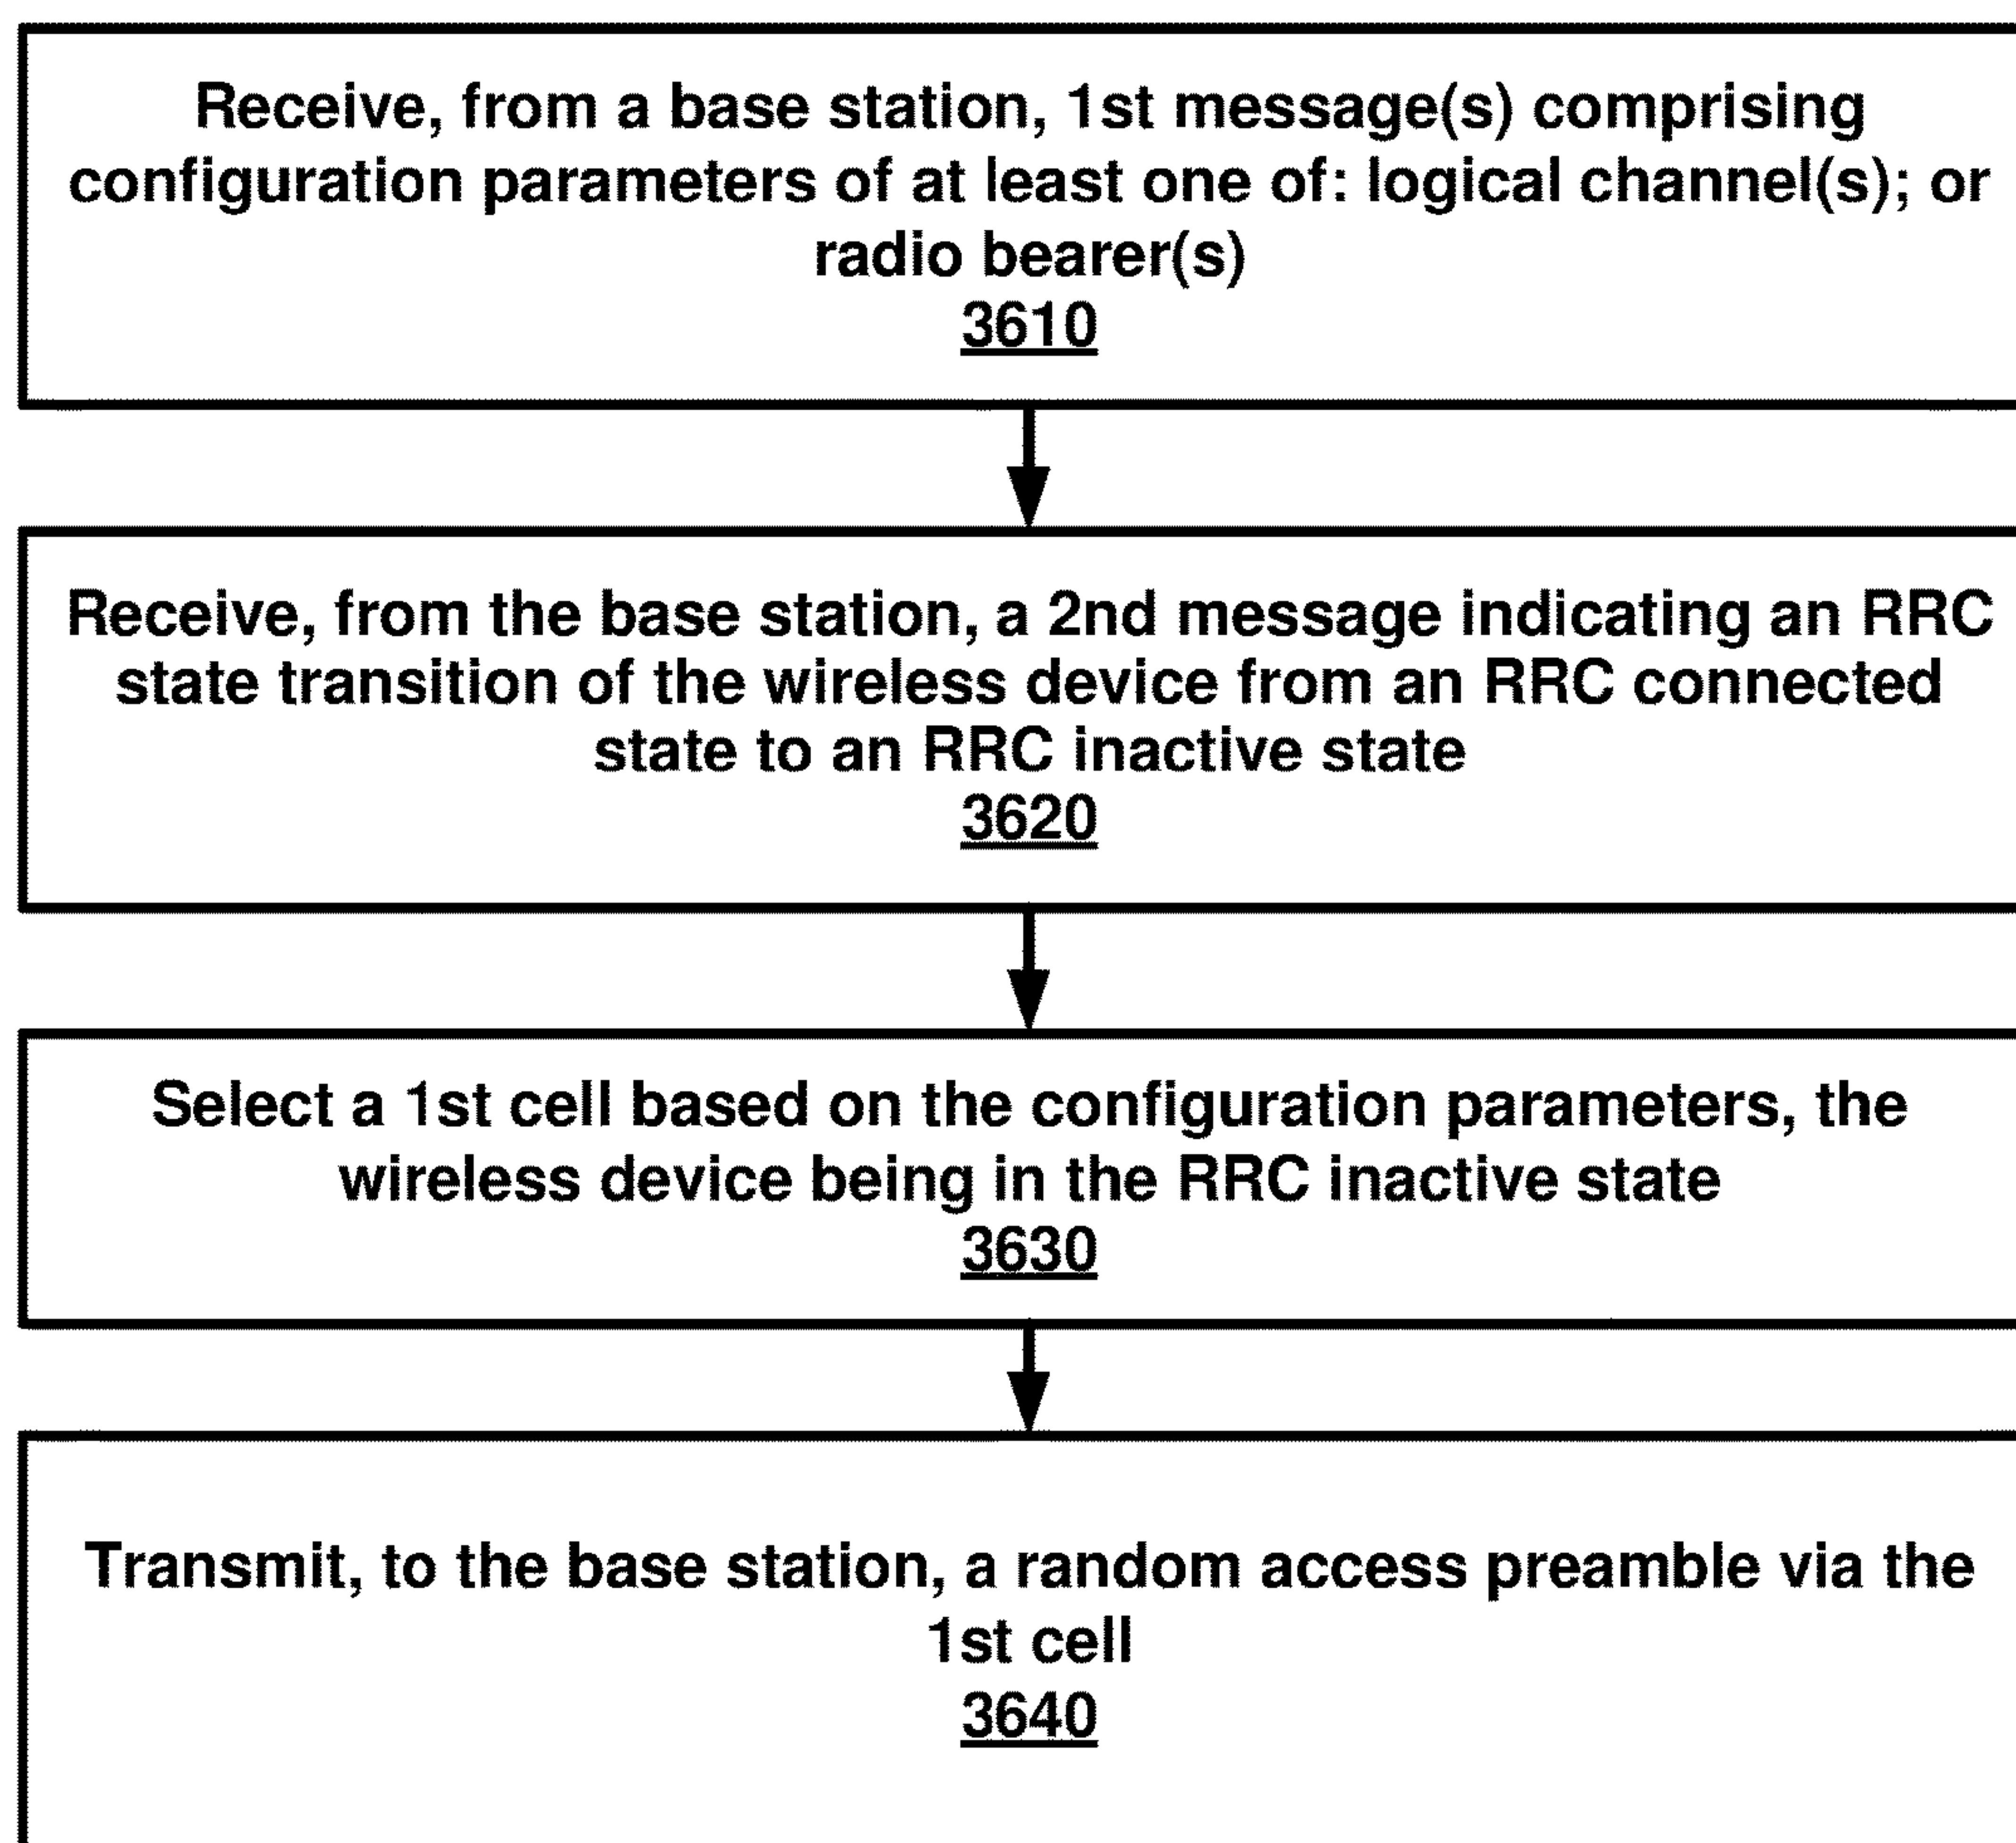 Receive, from a base station, 1st message(s) comprising
configuration parameters of at least one of: logical channel(s); or
radio bearer(s)
3610
Receive, from the base station, a 2nd message indicating an RRC
state transition of the wireless device from an RRC connected
state to an RRC inactive state
3620
Select a 1st cell based on the configuration parameters, the
wireless device being in the RRC inactive state
3630
Transmit, to the base station, a random access preamble via the
1st cell
3640